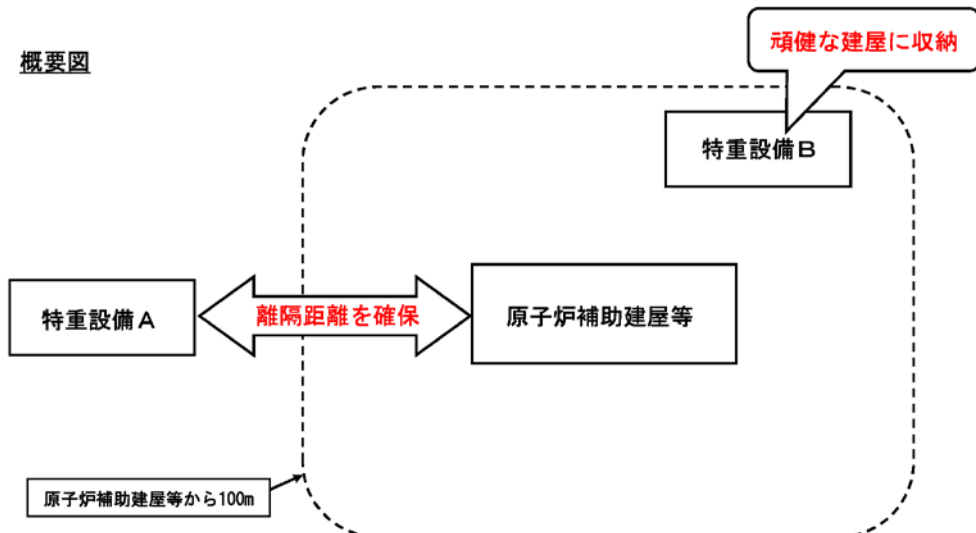 頑健な建屋に収納
概要図
特重設備B
特重設備A
離隔距離を確保
原子炉補助建屋等
原子炉補助建屋等から100m